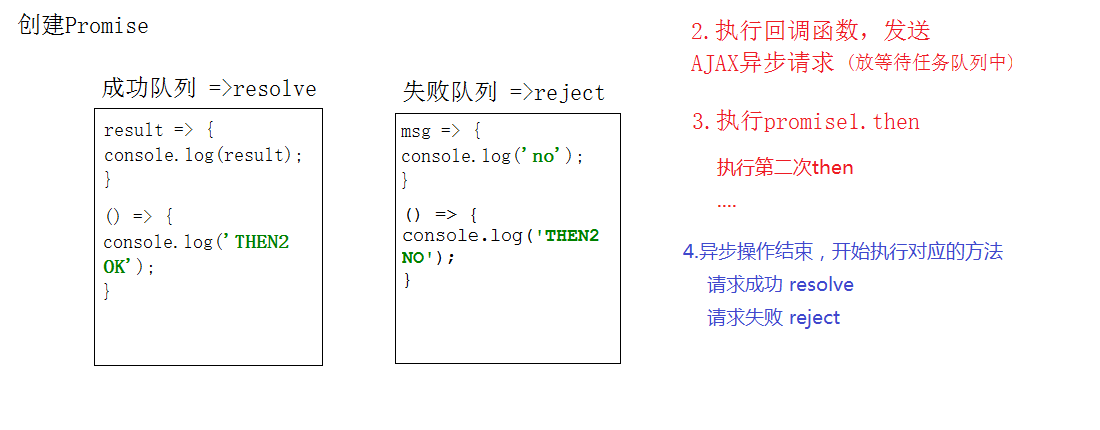 创建Promise
成功队列 =>resolve
result => {
console.log(result);
}
() => {
console.log('THEN2
OK');
}
失败队列 =>reject
msg => {
console.log('no');
}
() => {
console.log('THEN2
NO');
}
2.执行回调函数，发送
AJAX异步请求（放等待任务队列中）
3.执行promise1.then
执行第二次then
....
4.异步操作结束，开始执行对应的方法
请求成功 resolve
请求失败 reject